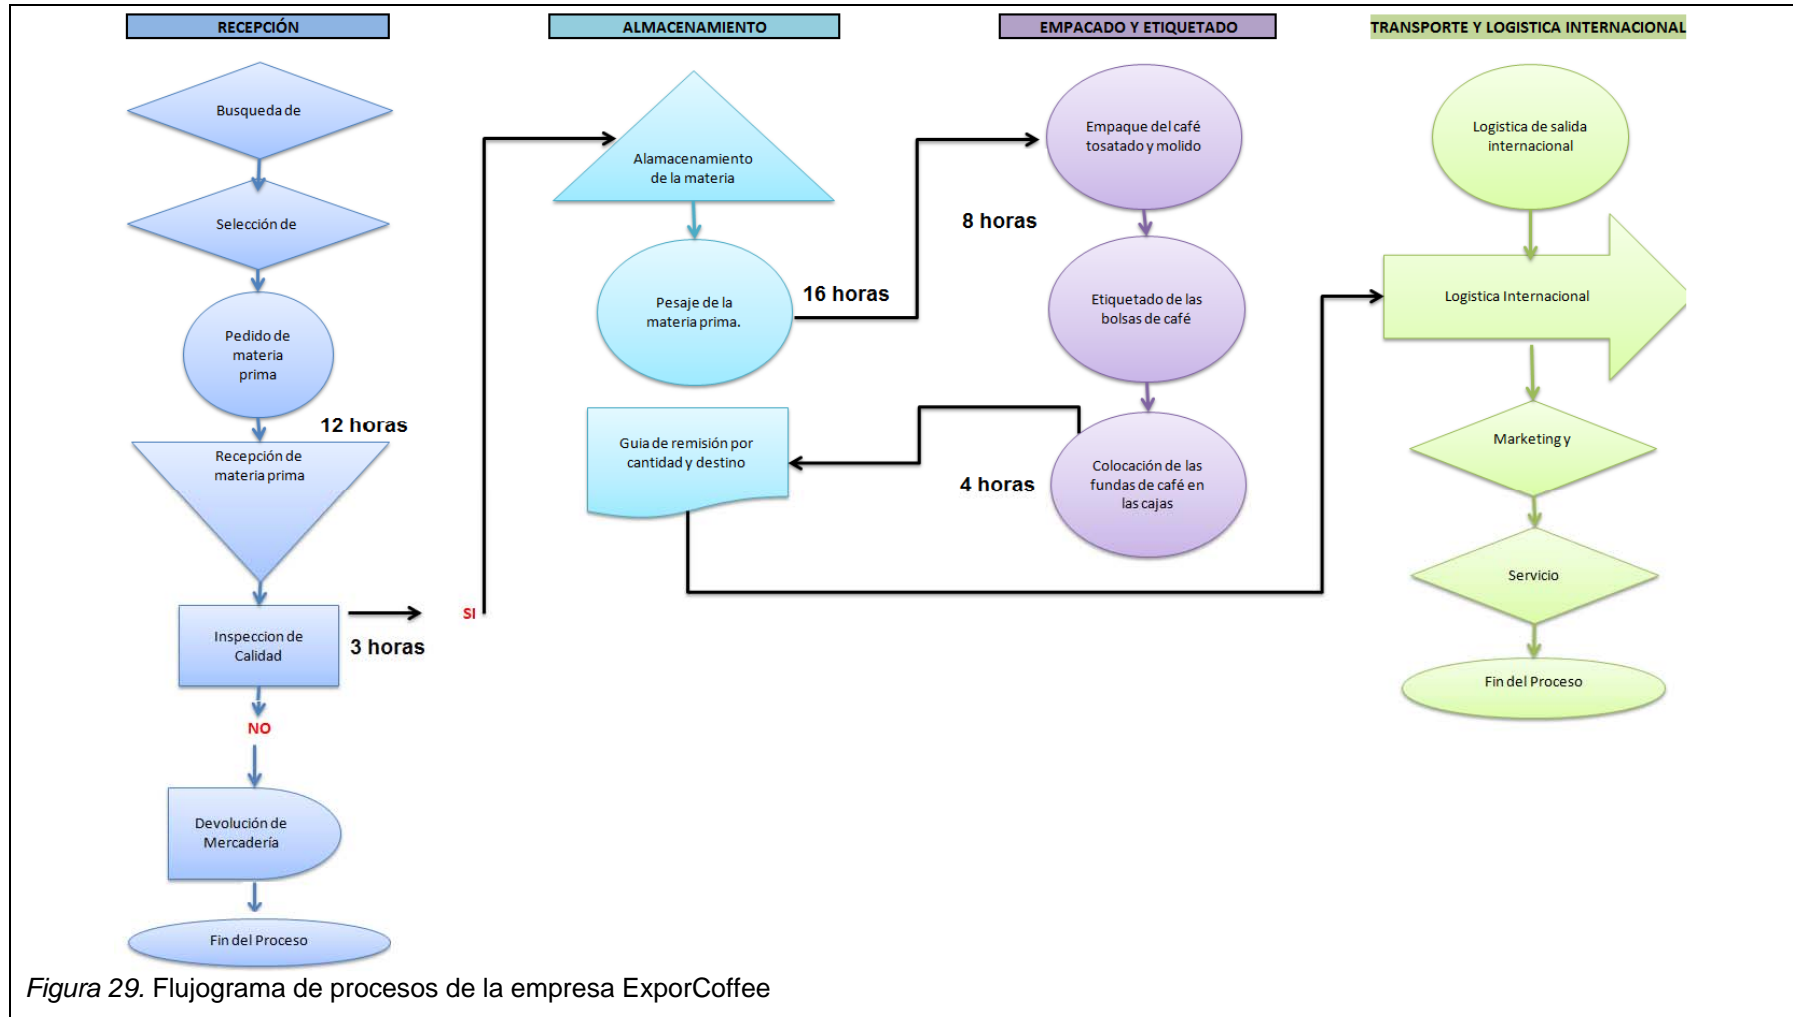 RECEPCIÓN
Busqueda de
Selección de
Pedido de
materia
prima
12 horas
Recepción de
materia prima
Inspeccion de
Calidad
3 horas
SI
NO
Devolución de
Mercadería
Fin del Proceso
ALMACENAMIENTO
Alamacenamiento
de la materia
Pesaje de la
materia prima.
16 horas
Guia de remisión por
cantidad y destino
EMPACADO Y ETIQUETADO
Empaque del café
tosatado y molido
8 horas
Etiquetado de las
bolsas de café
Colocación de las
fundas de café en
las cajas
4 horas
TRANSPORTE Y LOGISTICA INTERNACIONAL
Logistica de salida
internacional
Logistica Internacional
Marketing y
Servicio
Fin del Proceso
Figura 29. Flujograma de procesos de la empresa ExporCoffee